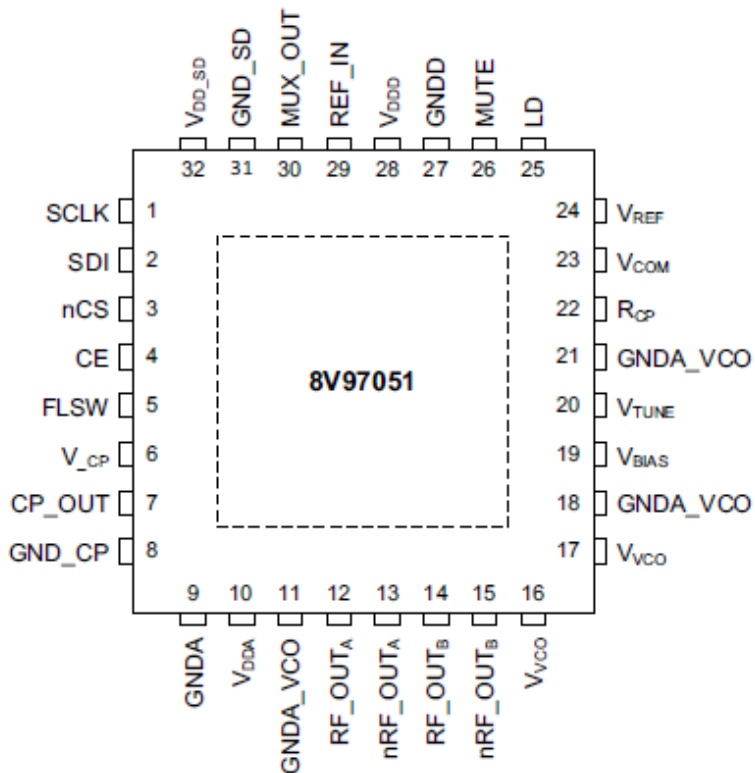 V_DD_SD
GND_SD
MUX_OUT
REF_IN
V_DDD
GNDD
MUTE
LD
32 31 30 29 28 27 26 25
SCLK 1
SDI 2
nCS 3
CE 4
FLSW 5
V_CP 6
CP_OUT 7
GND_CP 8
8V97051
24 VREF
23 VCOM
22 RCP
21 GNDA_VCO
20 VTUNE
19 VBIAS
18 GNDA_VCO
17 VVCO
9 10 11 12 13 14 15 16
GNDA
VDDA
GNDA_VCO
RF_OUTA
nRF_OUTA
RF_OUTB
nRF_OUTB
VVCO